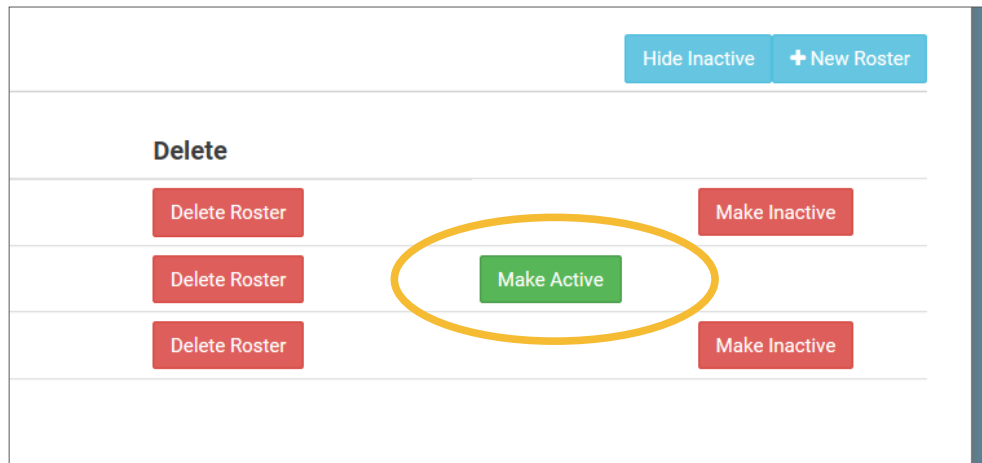 Hide Inactive + New Roster
Delete
Delete Roster Make Inactive
Delete Roster Make Active
Delete Roster Make Inactive